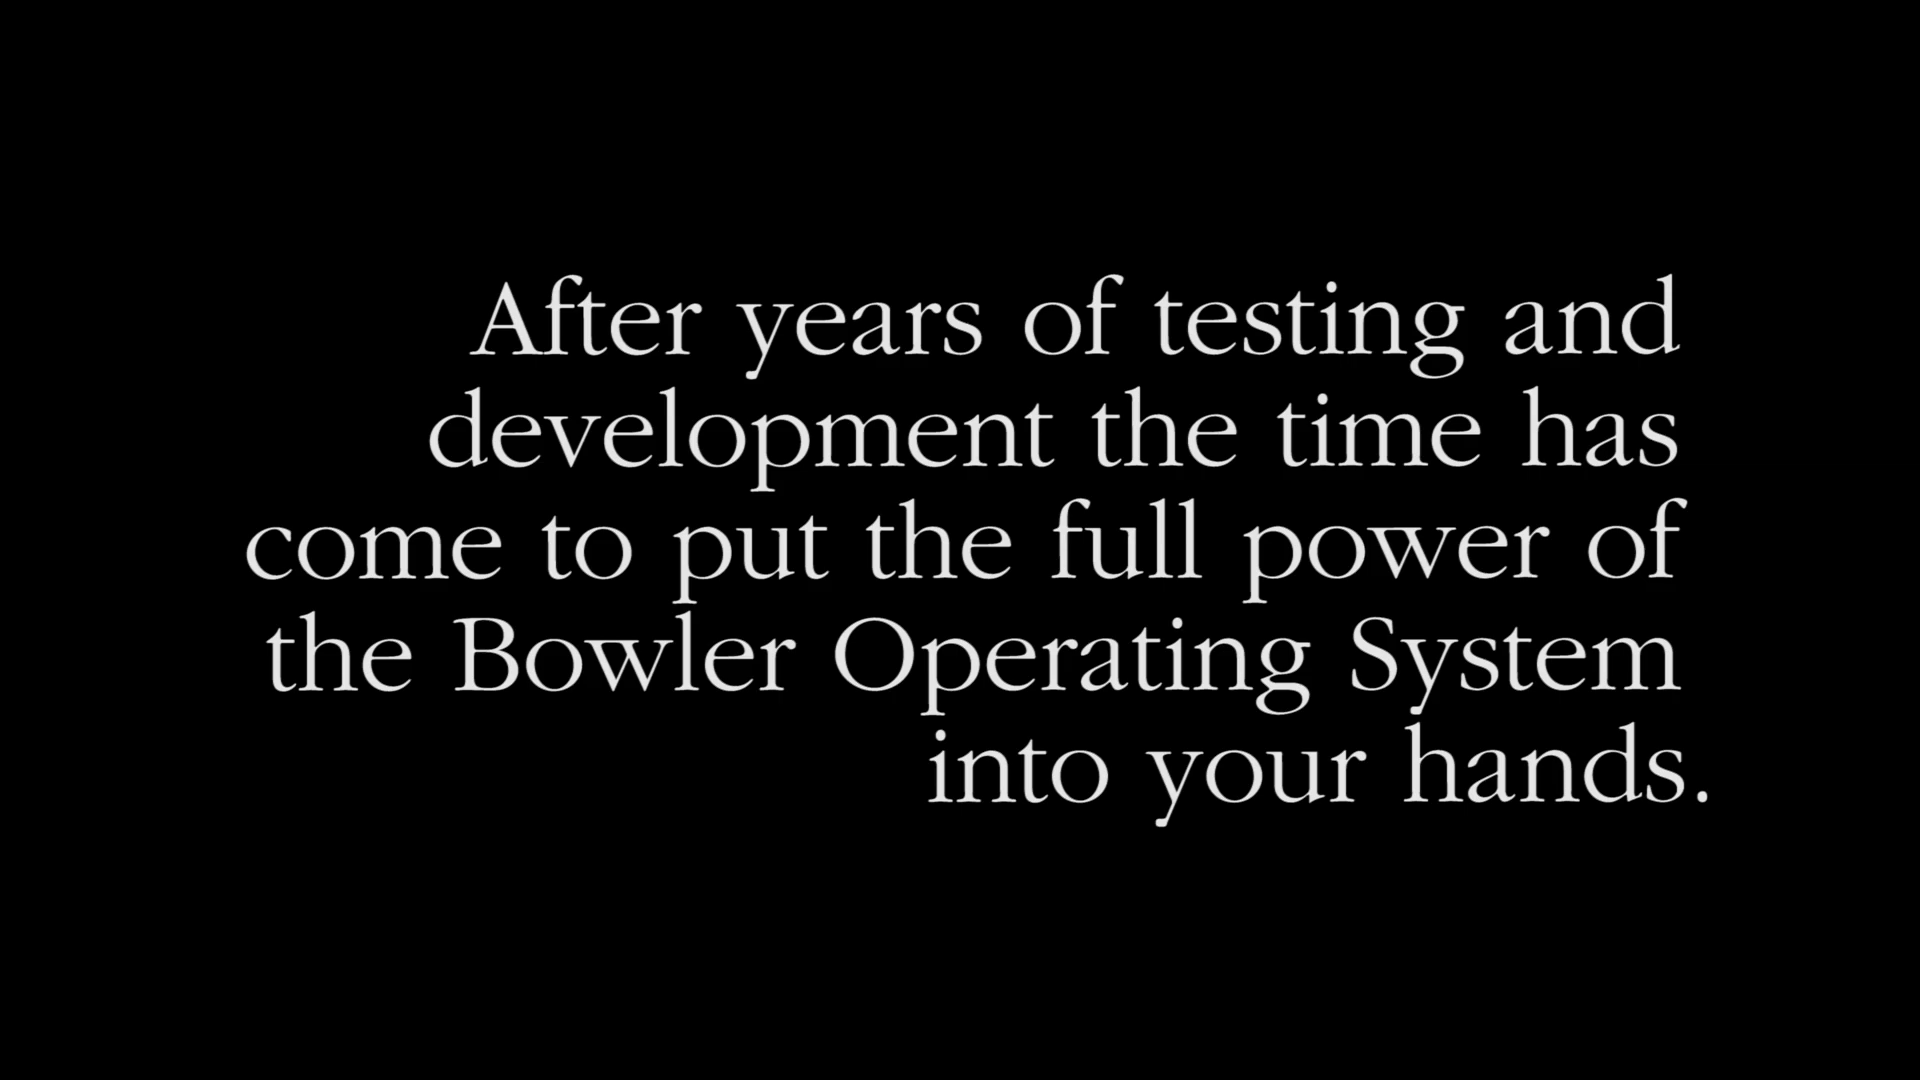 After years of testing and
development the time has
come to put the full power of
the Bowler Operating System
into your hands.